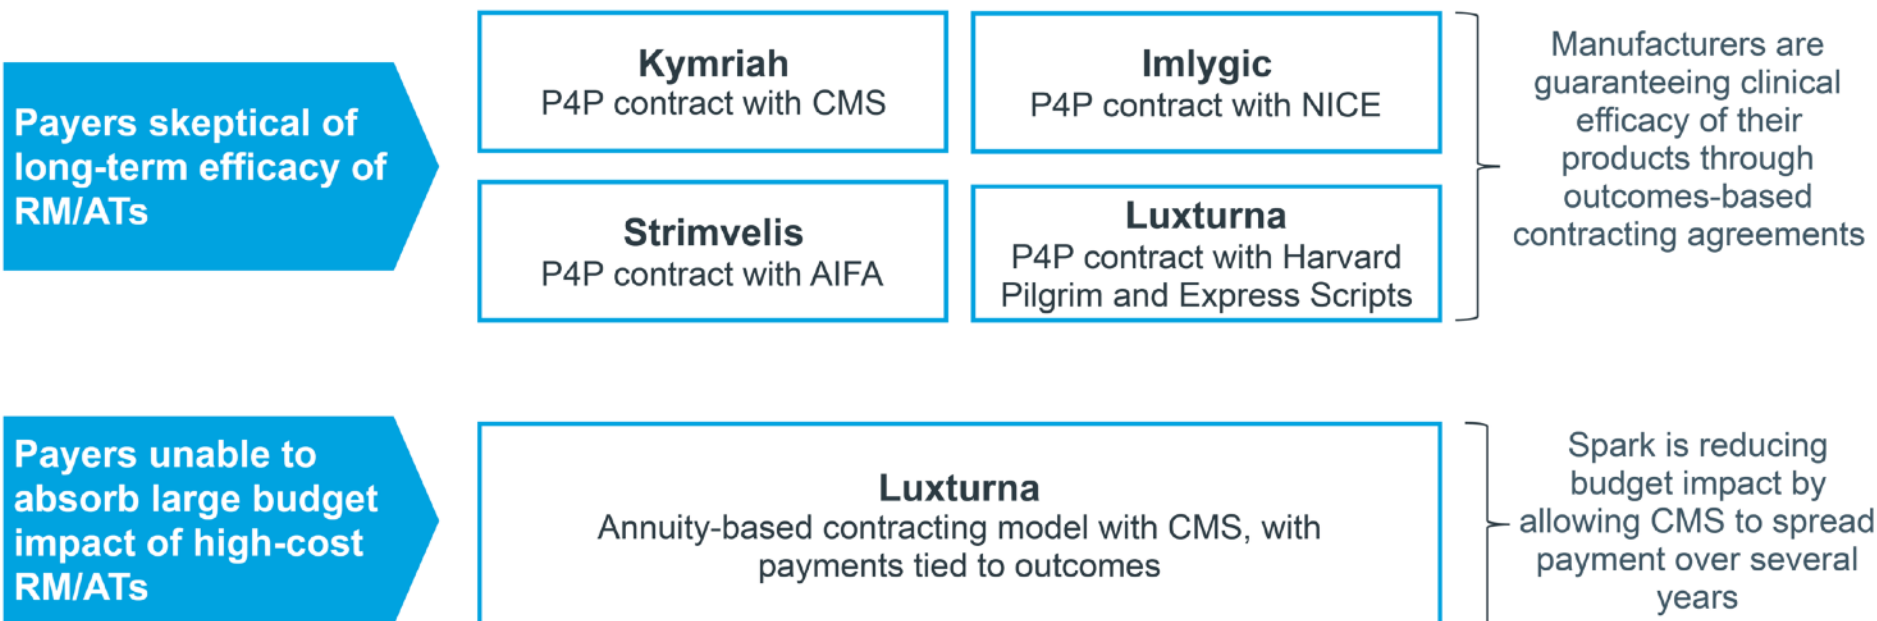 Payers skeptical of
long-term efficacy of
RM/ATs
Kymriah
P4P contract with CMS
Imlygic
P4P contract with NICE
Strimvelis
P4P contract with AIFA
Luxturna
P4P contract with Harvard
Pilgrim and Express Scripts
Manufacturers are
guaranteeing clinical
efficacy of their
products through
outcomes-based
contracting agreements
Payers unable to
absorb large budget
impact of high-cost
RM/ATs
Luxturna
Annuity-based contracting model with CMS, with
payments tied to outcomes
Spark is reducing
budget impact by
allowing CMS to spread
payment over several
years